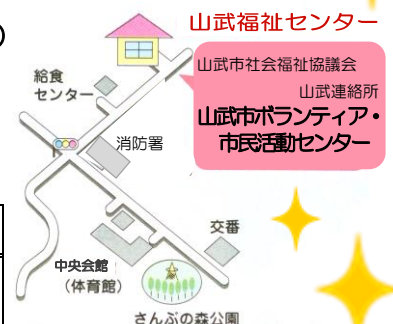 山武福祉センター
山武市社会福祉協議会
山武連絡所
山武市ボランティア・
市民活動センター
給食
センター
消防署
交番
中央会館
（体育館）
さんぶの森公園